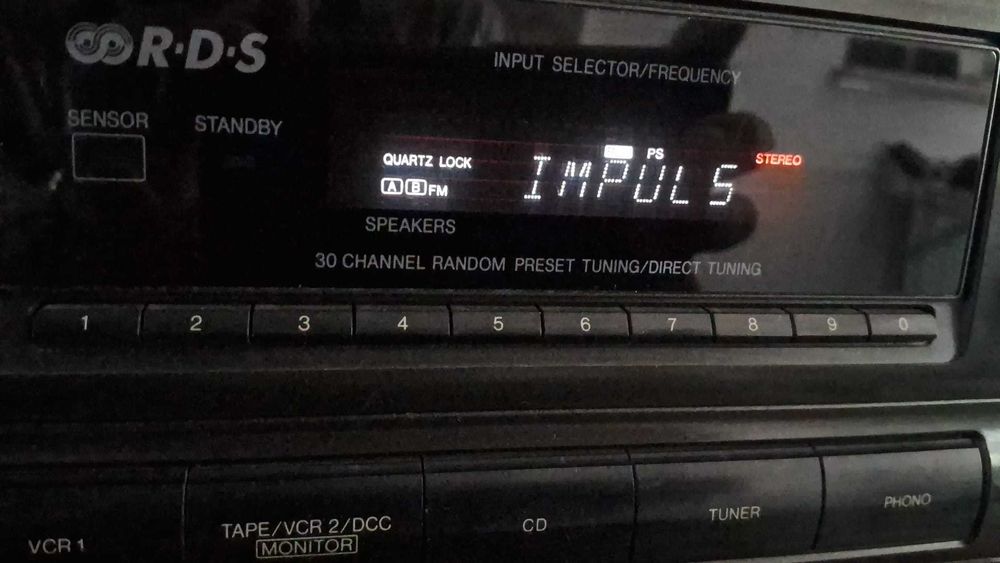 R·D·S
INPUT SELECTOR/FREQUENCY
SENSOR
STANDBY
QUARTZ LOCK
PS
STEREO
A B FM
IMPULS
SPEAKERS
30 CHANNEL RANDOM PRESET TUNING/DIRECT TUNING
1 2 3 4 5 6 7 8 9 0
VCR 1
TAPE/VCR 2/DCC
MONITOR
CD
TUNER
PHONO